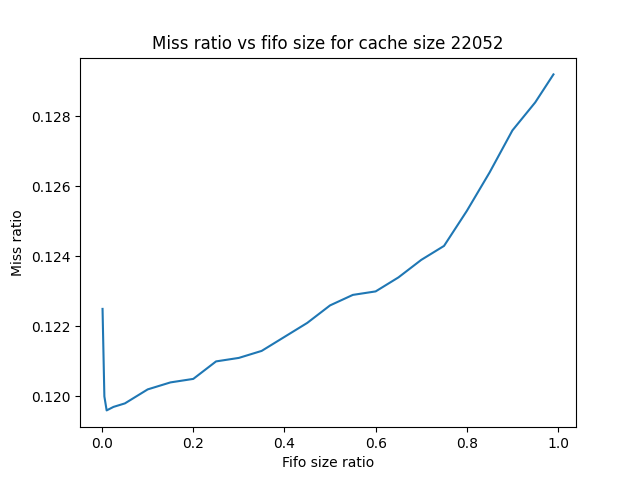 Miss ratio vs fifo size for cache size 22052
Miss ratio
0.128
0.126
0.124
0.122
0.120
0.0 0.2 0.4 0.6 0.8 1.0
Fifo size ratio